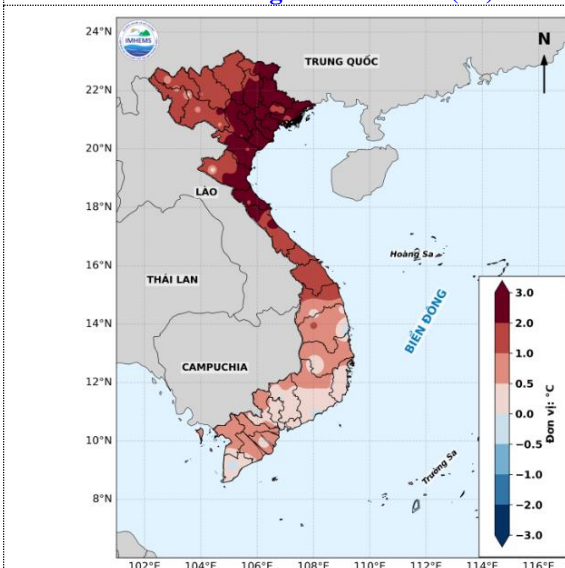 IMHEMS
24°N
22°N
20°N
18°N
16°N
14°N
12°N
10°N
8°N
TRUNG QUỐC
N
LÀO
THÁI LAN
CAMPUCHIA
Hoàng Sa
BIỂN ĐÔNG
Trường Sa
3.0
2.0
1.0
0.5
0.0
-0.5
-1.0
-2.0
-3.0
Đơn vị: °C
102°E
104°E
106°E
108°E
110°E
112°E
114°E
116°E